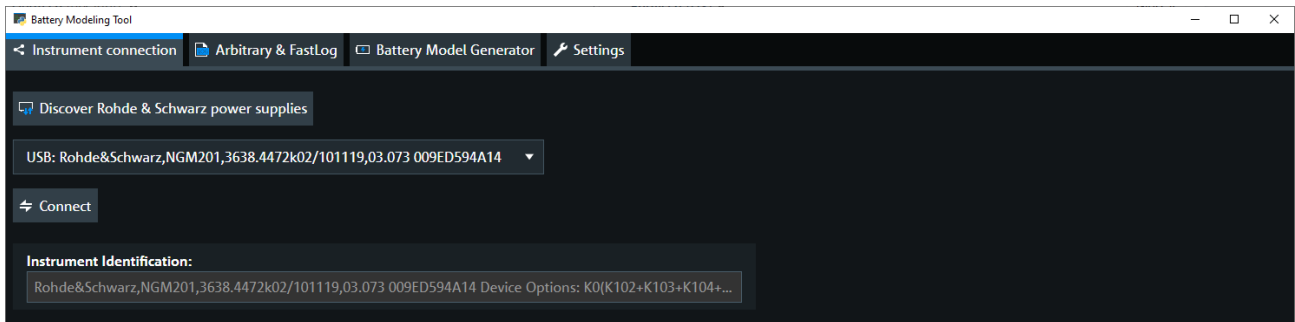 Battery Modeling Tool
Instrument connection Arbitrary & FastLog Battery Model Generator Settings
Discover Rohde & Schwarz power supplies
USB: Rohde&Schwarz,NGM201,3638.4472k02/101119,03.073 009ED594A14
Connect
Instrument Identification:
Rohde&Schwarz,NGM201,3638.4472k02/101119,03.073 009ED594A14 Device Options: K0(K102+K103+K104+...